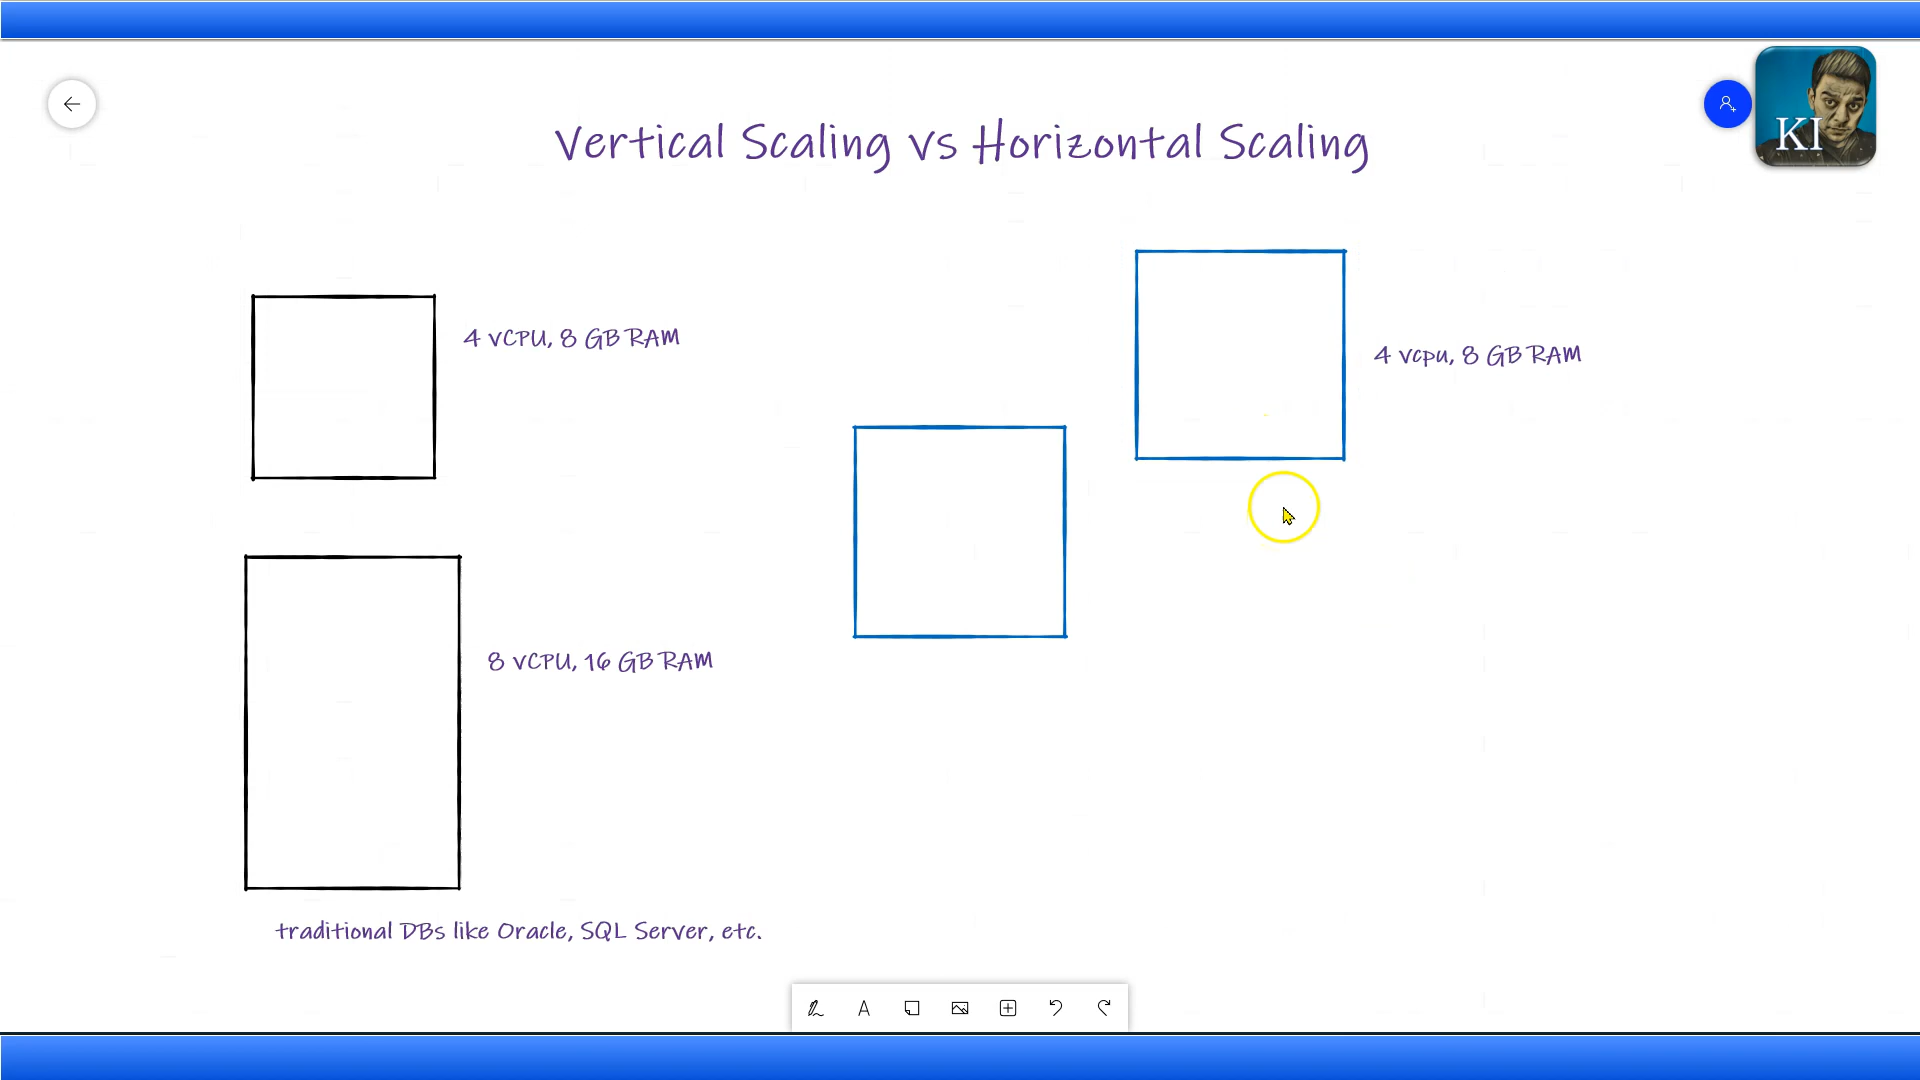 KI
Vertical Scaling vs Horizontal Scaling
4 vCPU, 8 GB RAM
4 vcpu, 8 GB RAM
8 vCPU, 16 GB RAM
traditional DBs like Oracle, SQL Server, etc.